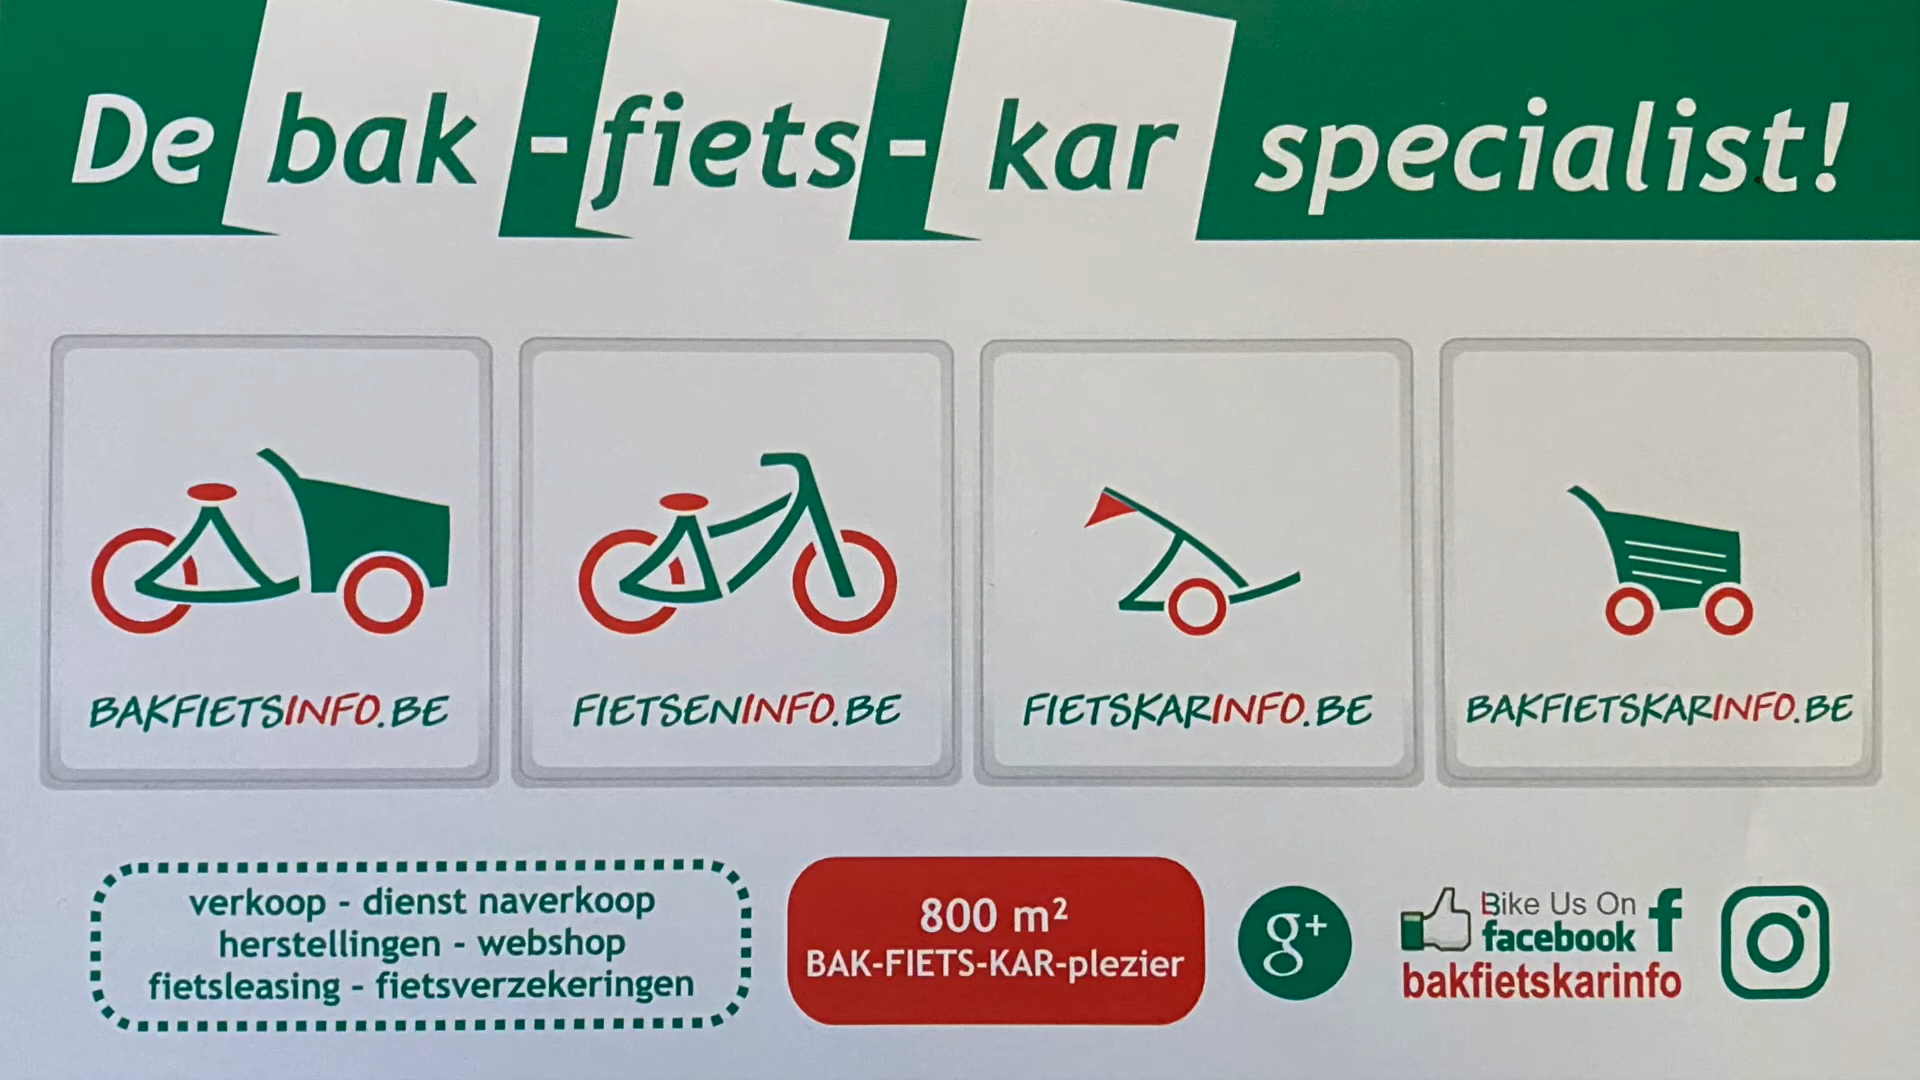 De bak - fiets - kar specialist!
BAKFIETSINFO.BE
FIETSENINFO.BE
FIETSKARINFO.BE
BAKFIETSKARINFO.BE
verkoop - dienst naverkoop
herstellingen - webshop
fietsleasing - fietsverzekeringen
800 m²
BAK-FIETS-KAR-plezier
g+
Bike Us On
facebook f
bakfietskarinfo